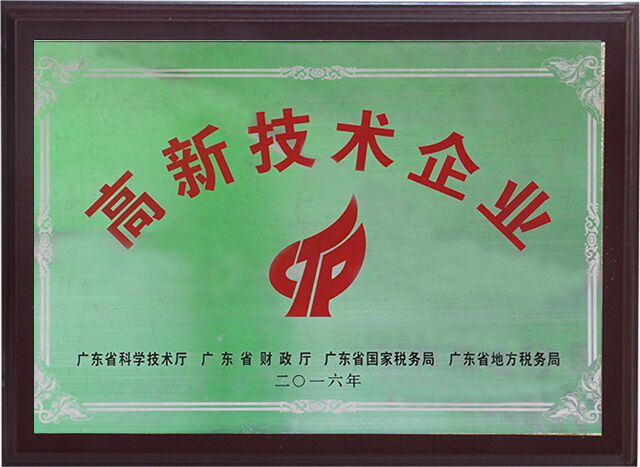 高新技术企业
CTP
广东省科学技术厅 广东省财政厅 广东省国家税务局 广东省地方税务局
二〇一六年